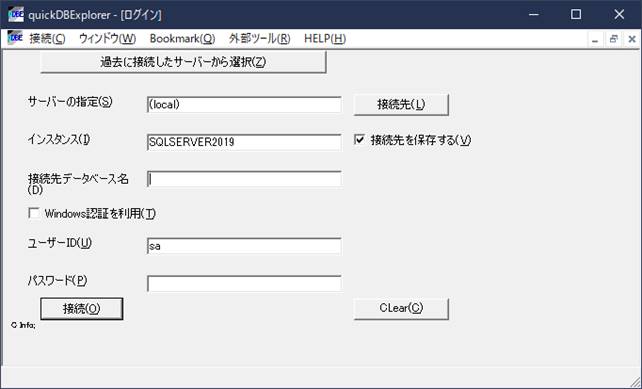 quickDBExplorer - [ログイン]
接続(C) ウィンドウ(W) Bookmark(Q) 外部ツール(R) HELP(H)
過去に接続したサーバーから選択(Z)
サーバーの指定(S) (local) 接続先(L)
インスタンス(I) SQLSERVER2019 接続先を保存する(V)
接続先データベース名
(D)
Windows認証を利用(T)
ユーザーID(U) sa
パスワード(P)
接続(O) CLear(C)
C Info;